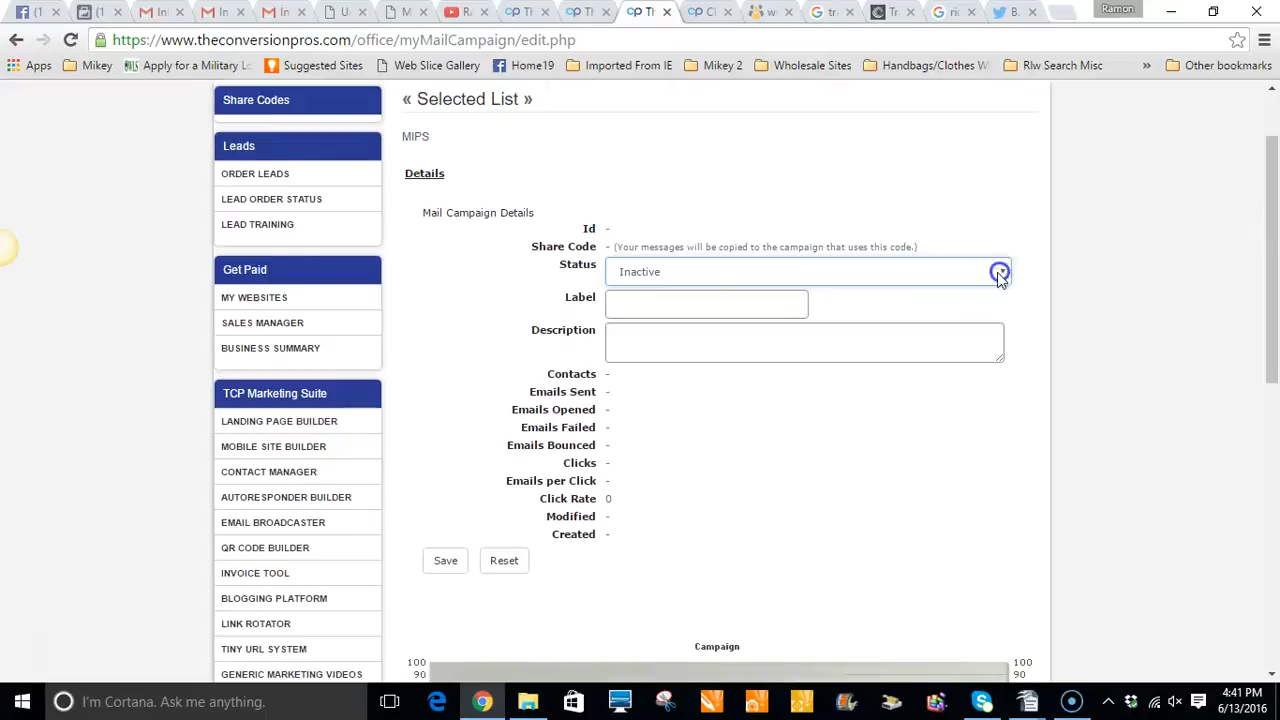 Ramon
https://www.theconversionpros.com/office/myMailCampaign/edit.php
Apps Mikey Apply for a Military Lo Suggested Sites Web Slice Gallery Home19 Imported From IE Mikey 2 Wholesale Sites Handbags/Clothes W Rlw Search Misc » Other bookmarks
Share Codes
Leads
ORDER LEADS
LEAD ORDER STATUS
LEAD TRAINING
Get Paid
MY WEBSITES
SALES MANAGER
BUSINESS SUMMARY
TCP Marketing Suite
LANDING PAGE BUILDER
MOBILE SITE BUILDER
CONTACT MANAGER
AUTORESPONDER BUILDER
EMAIL BROADCASTER
QR CODE BUILDER
INVOICE TOOL
BLOGGING PLATFORM
LINK ROTATOR
TINY URL SYSTEM
GENERIC MARKETING VIDEOS
« Selected List »
MIPS
Details
Mail Campaign Details
Id -
Share Code - (Your messages will be copied to the campaign that uses this code.)
Status Inactive
Label
Description
Contacts -
Emails Sent -
Emails Opened -
Emails Failed -
Emails Bounced -
Clicks -
Emails per Click -
Click Rate 0
Modified -
Created -
Save Reset
Campaign
100 100
90 90
I'm Cortana. Ask me anything.
4:41 PM
6/13/2016